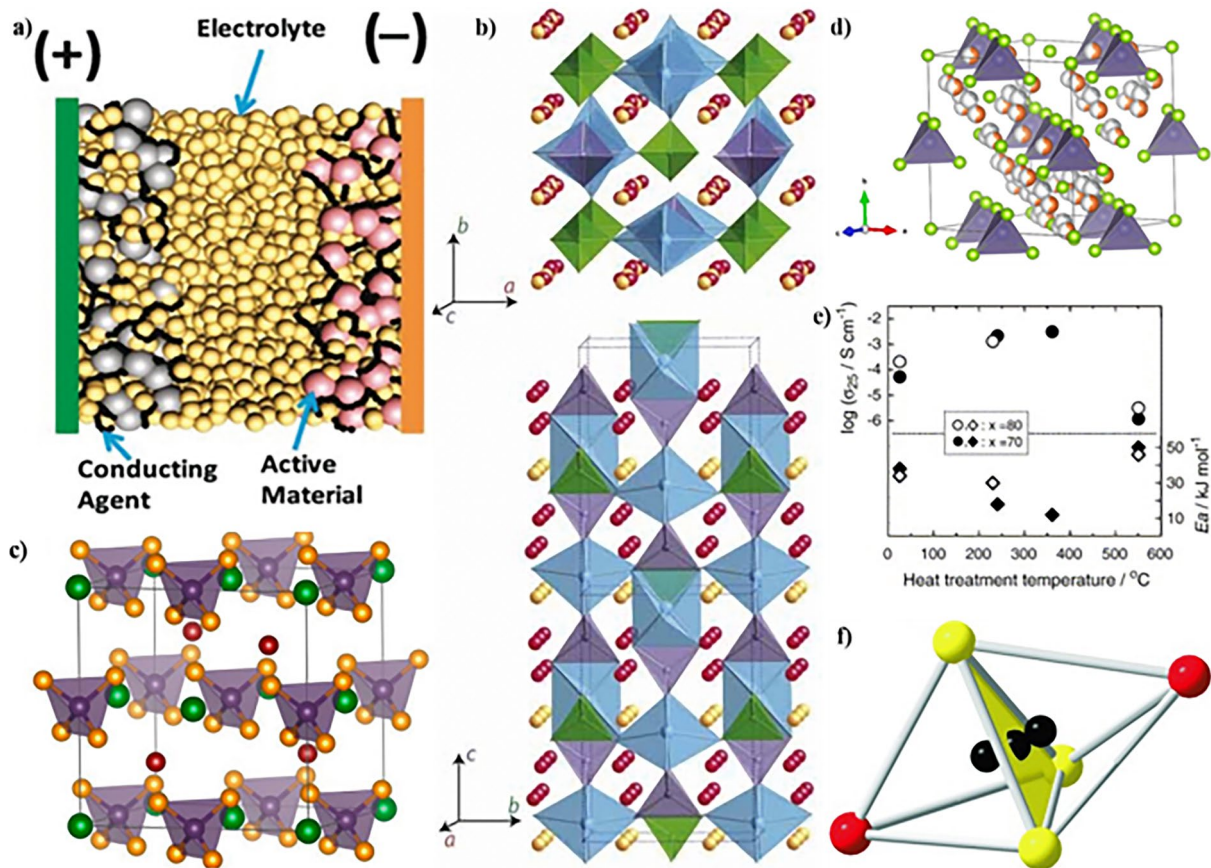 a)
(+)
Electrolyte
(−)
Conducting
Agent
Active
Material
b)
b
a
c
c
b
a
c)
d)
e)
log (σ25 / S cm-1)
-2
-3
-4
-5
-6
○,◇: x =80
●,◆: x =70
50
30
10
Ea / kJ mol-1
0 100 200 300 400 500 600
Heat treatment temperature / °C
f)